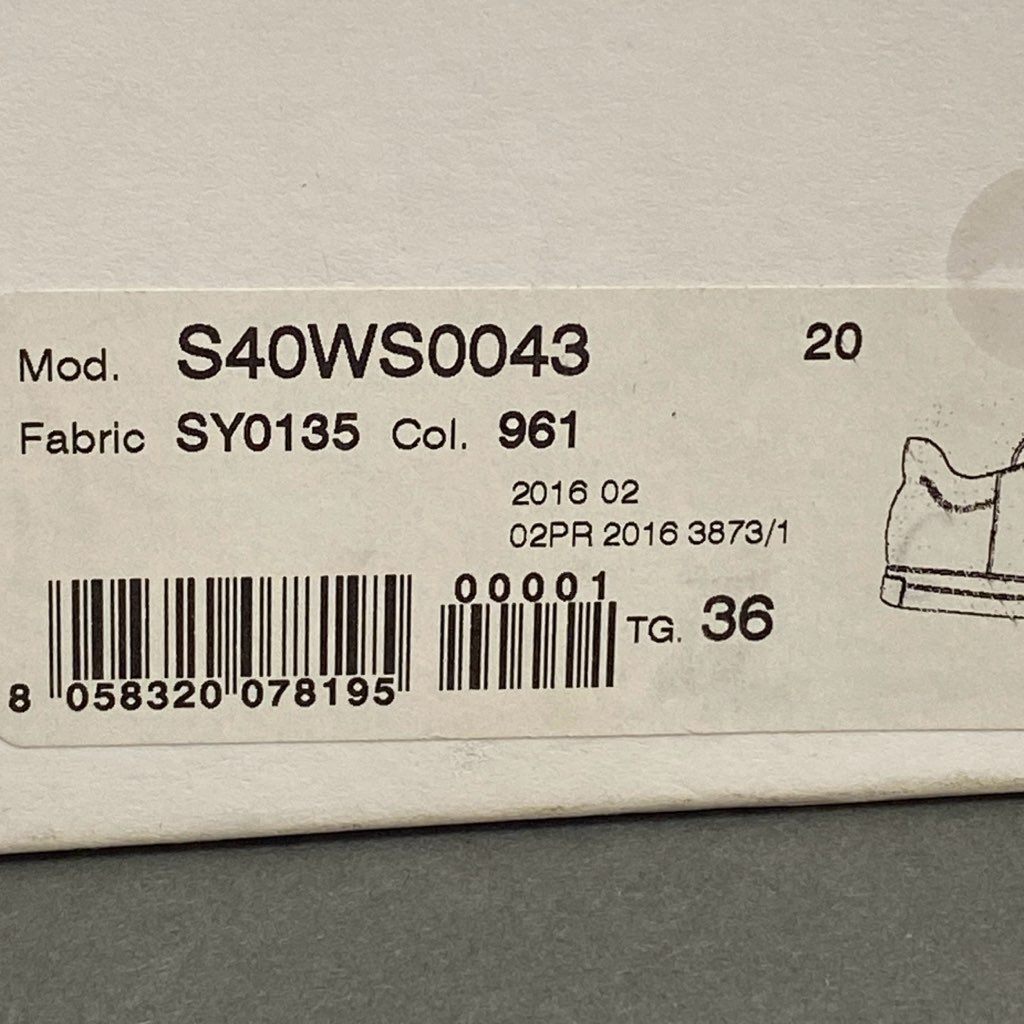 Mod. S40WS0043 20
Fabric SY0135 Col. 961
2016 02
02PR 2016 3873/1
00001
TG. 36
8 058320 078195